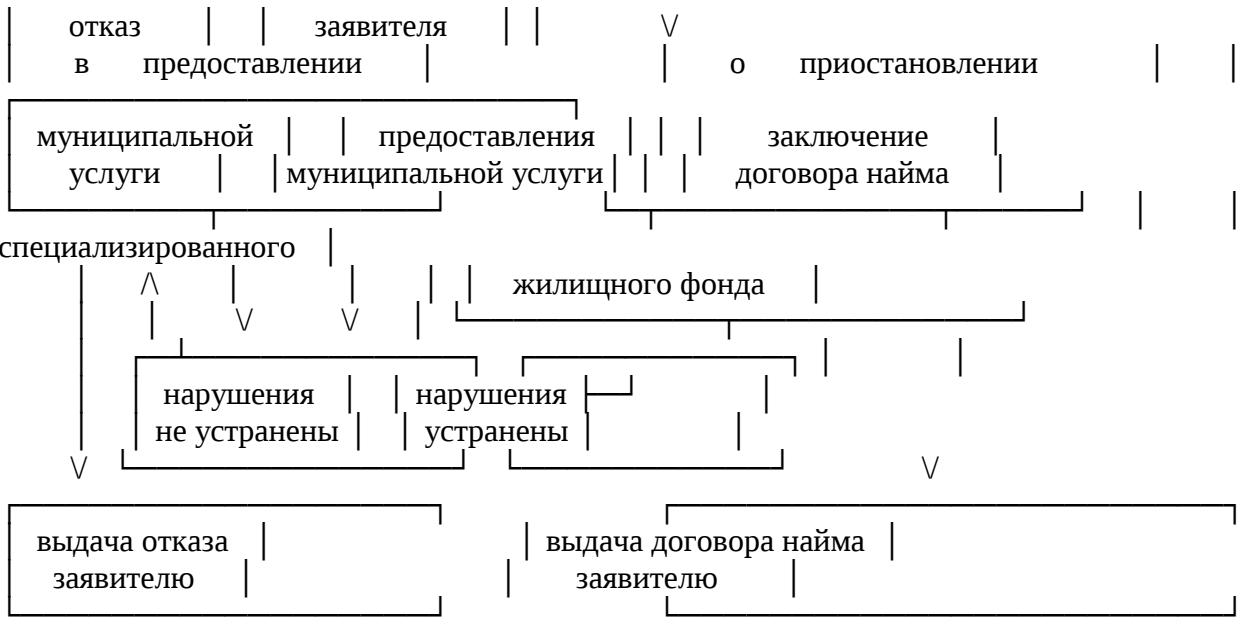 │ отказ │ │ заявителя │ │ \/
│ в предоставлении │ │ о приостановлении │ │
┌─────────────────────────────┐
│ муниципальной │ │ предоставления │ │ │ заключение │
│ услуги │ │муниципальной услуги│ │ │ договора найма │
└──────────┬───────────┘ └──┬───────────────┬───────┘ │ │
специализированного │
│ /\ │ │ │ │ жилищного фонда │
│ │ \/ \/ │ └──────────────┬───────────────┘
│ ┌──┴───────────────┐ ┌──────────────┐ │ │
│ │ нарушения │ │ нарушения ├──┘ │
│ │ не устранены │ │ устранены │ │
\/ └─────────────────┘ └──────────────┘ \/
┌──────────────────────┐ ┌─────────────────────────────┐
│ выдача отказа │ │ выдача договора найма │
│ заявителю │ │ заявителю │
└──────────────────────┘ └─────────────────────────────┘